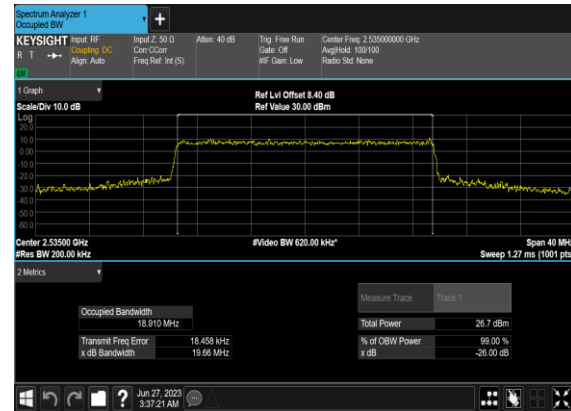 Spectrum Analyzer 1
Occupied BW
+
KEYSIGHT
R T
Input: RF
Coupling: DC
Align: Auto
Input Z: 50 Ω
Corr CCorr
Freq Ref: Int (S)
Atten: 40 dB
Trig: Free Run
Gate: Off
#IF Gain: Low
Center Freq: 2.535000000 GHz
Avg|Hold: 100/100
Radio Std: None
1 Graph
Scale/Div 10.0 dB
Ref Lvl Offset 8.40 dB
Ref Value 30.00 dBm
Log
20.0
10.0
0.00
-10.0
-20.0
-30.0
-40.0
-50.0
-60.0
Center 2.53500 GHz
#Video BW 620.00 kHz*
Span 40 MHz
#Res BW 200.00 kHz
Sweep 1.27 ms (1001 pts)
2 Metrics
Measure Trace
Trace 1
Occupied Bandwidth
18.910 MHz
Total Power
26.7 dBm
Transmit Freq Error
18.458 kHz
% of OBW Power
99.00 %
x dB Bandwidth
19.66 MHz
x dB
-26.00 dB
?
Jun 27, 2023
3:37:21 AM